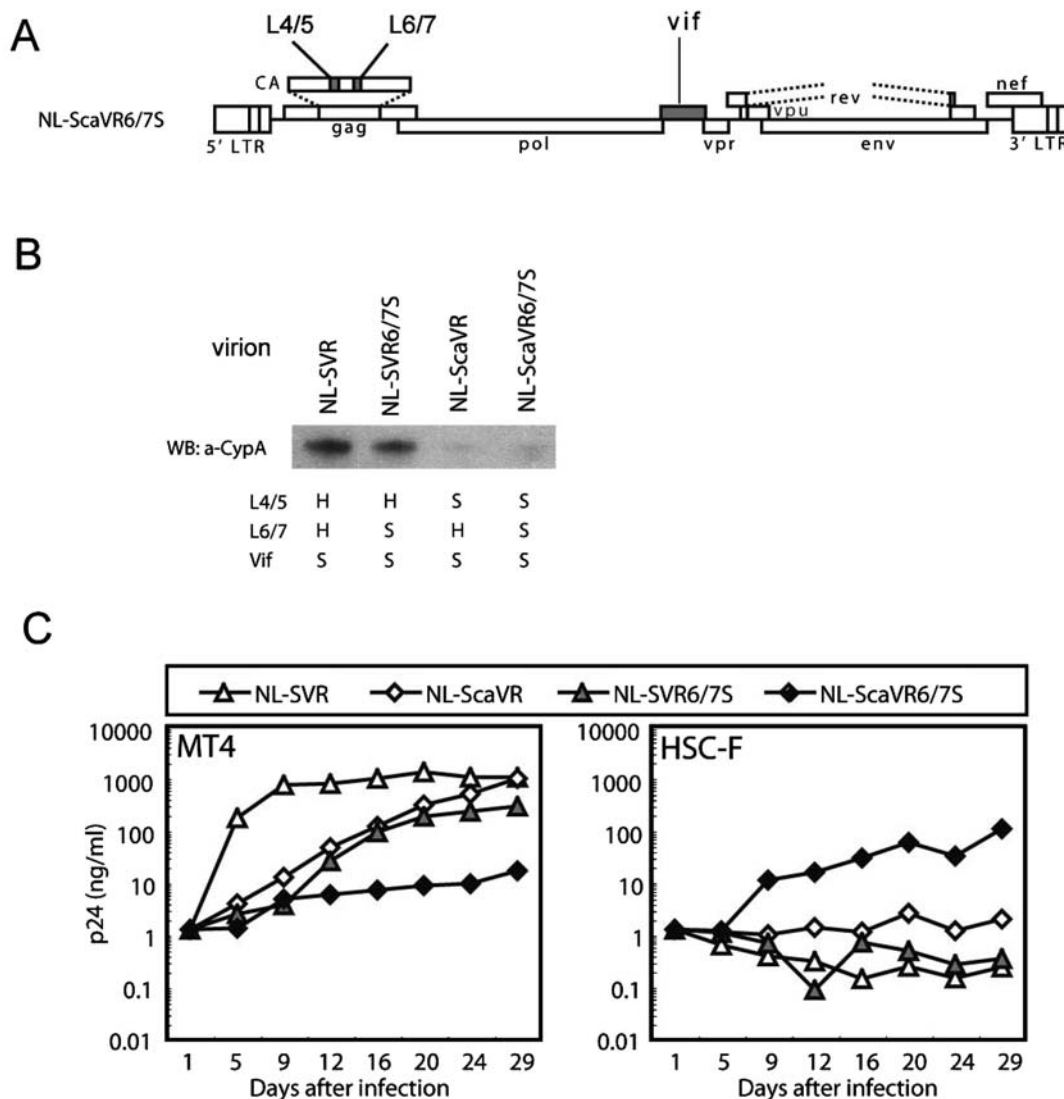 A
L4/5 L6/7 vif
CA
NL-ScaVR6/7S
5' LTR gag pol vpr vpu rev env nef 3' LTR
B
virion NL-SVR NL-SVR6/7S NL-ScaVR NL-ScaVR6/7S
WB: a-CypA
L4/5 H H S S
L6/7 H S H S
Vif S S S S
C
NL-SVR NL-ScaVR NL-SVR6/7S NL-ScaVR6/7S
MT4
p24 (ng/ml)
10000
1000
100
10
1
0.1
0.01
1 5 9 12 16 20 24 29
Days after infection
HSC-F
10000
1000
100
10
1
0.1
0.01
1 5 9 12 16 20 24 29
Days after infection